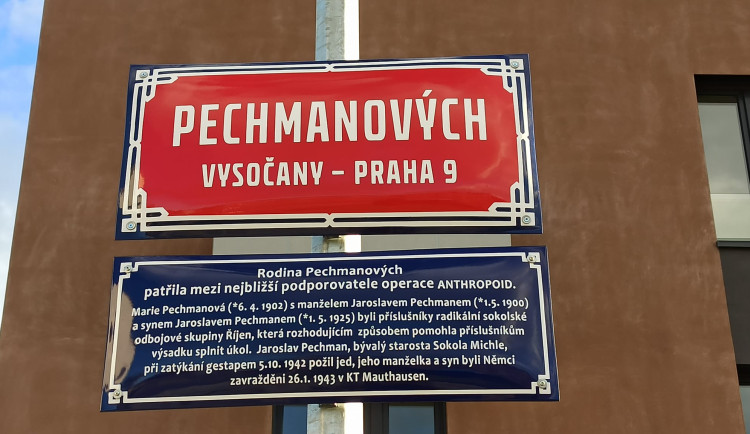 PECHMANOVÝCH
VYSOČANY – PRAHA 9
Rodina Pechmanových
patřila mezi nejbližší podporovatele operace ANTHROPOID.
Marie Pechmanová (*6. 4. 1902) s manželem Jaroslavem Pechmanem (*1.5. 1900)
a synem Jaroslavem Pechmanem (*1. 5. 1925) byli příslušníky radikální sokolské
odbojové skupiny Říjen, která rozhodujícím způsobem pomohla příslušníkům
výsadku splnit úkol. Jaroslav Pechman, bývalý starosta Sokola Michle,
při zatýkání gestapem 5.10. 1942 požil jed, jeho manželka a syn byli Němci
zavražděni 26.1. 1943 v KT Mauthausen.